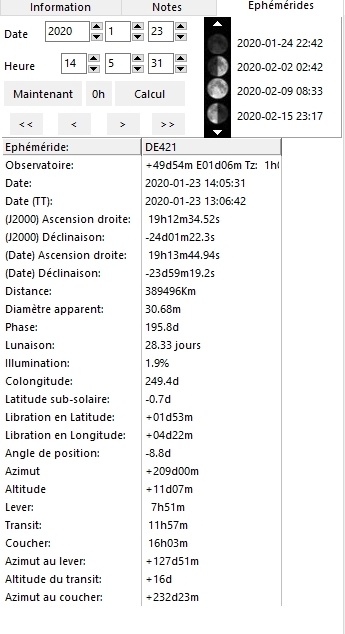 Information Notes Ephémérides
Date 2020 1 23
Heure 14 5 31
Maintenant 0h Calcul
<< < > >>
2020-01-24 22:42
2020-02-02 02:42
2020-02-09 08:33
2020-02-15 23:17
Ephéméride: DE421
Observatoire: +49d54m E01d06m Tz: 1h
Date: 2020-01-23 14:05:31
Date (TT): 2020-01-23 13:06:42
(J2000) Ascension droite: 19h12m34.52s
(J2000) Déclinaison: -24d01m22.3s
(Date) Ascension droite: 19h13m44.94s
(Date) Déclinaison: -23d59m19.2s
Distance: 389496Km
Diamètre apparent: 30.68m
Phase: 195.8d
Lunaison: 28.33 jours
Illumination: 1.9%
Colongitude: 249.4d
Latitude sub-solaire: -0.7d
Libration en Latitude: +01d53m
Libration en Longitude: +04d22m
Angle de position: -8.8d
Azimut +209d00m
Altitude +11d07m
Lever: 7h51m
Transit: 11h57m
Coucher: 16h03m
Azimut au lever: +127d51m
Altitude du transit: +16d
Azimut au coucher: +232d23m